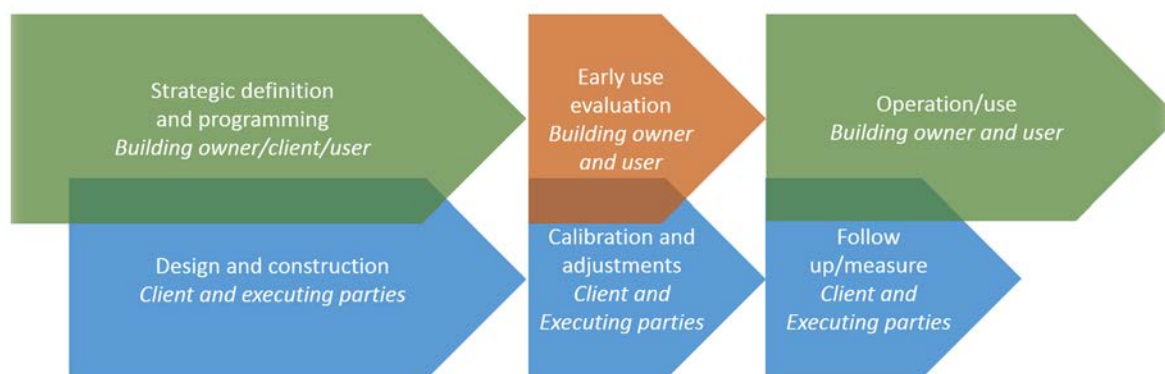 Strategic definition
and programming
Building owner/client/user
Early use
evaluation
Building owner
and user
Operation/use
Building owner and user
Design and construction
Client and executing parties
Calibration and
adjustments
Client and
Executing parties
Follow
up/measure
Client and
Executing parties